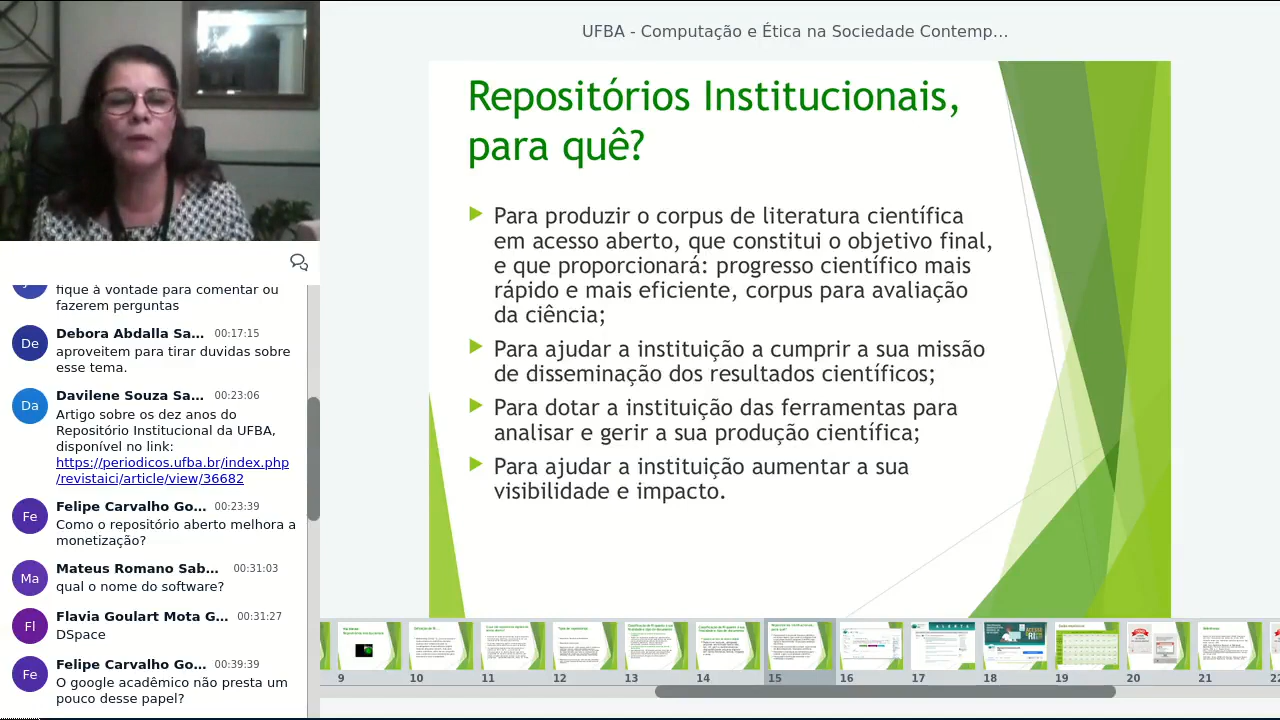 UFBA - Computação e Ética na Sociedade Contemp...
Repositórios Institucionais,
para quê?
Para produzir o corpus de literatura científica
em acesso aberto, que constitui o objetivo final,
e que proporcionará: progresso científico mais
rápido e mais eficiente, corpus para avaliação
da ciência;
Para ajudar a instituição a cumprir a sua missão
de disseminação dos resultados científicos;
Para dotar a instituição das ferramentas para
analisar e gerir a sua produção científica;
Para ajudar a instituição aumentar a sua
visibilidade e impacto.
fique à vontade para comentar ou
fazerem perguntas
De
Debora Abdalla Sa... 00:17:15
aproveitem para tirar duvidas sobre
esse tema.
Da
Davilene Souza Sa... 00:23:06
Artigo sobre os dez anos do
Repositório Institucional da UFBA,
disponível no link:
https://periodicos.ufba.br/index.php
/revistaici/article/view/36682
Fe
Felipe Carvalho Go... 00:23:39
Como o repositório aberto melhora a
monetização?
Ma
Mateus Romano Sab... 00:31:03
qual o nome do software?
Fl
Flavia Goulart Mota G... 00:31:27
DSpace
Fe
Felipe Carvalho Go... 00:39:39
O google acadêmico não presta um
pouco desse papel?
9 10 11 12 13 14 15 16 17 18 19 20 21 22